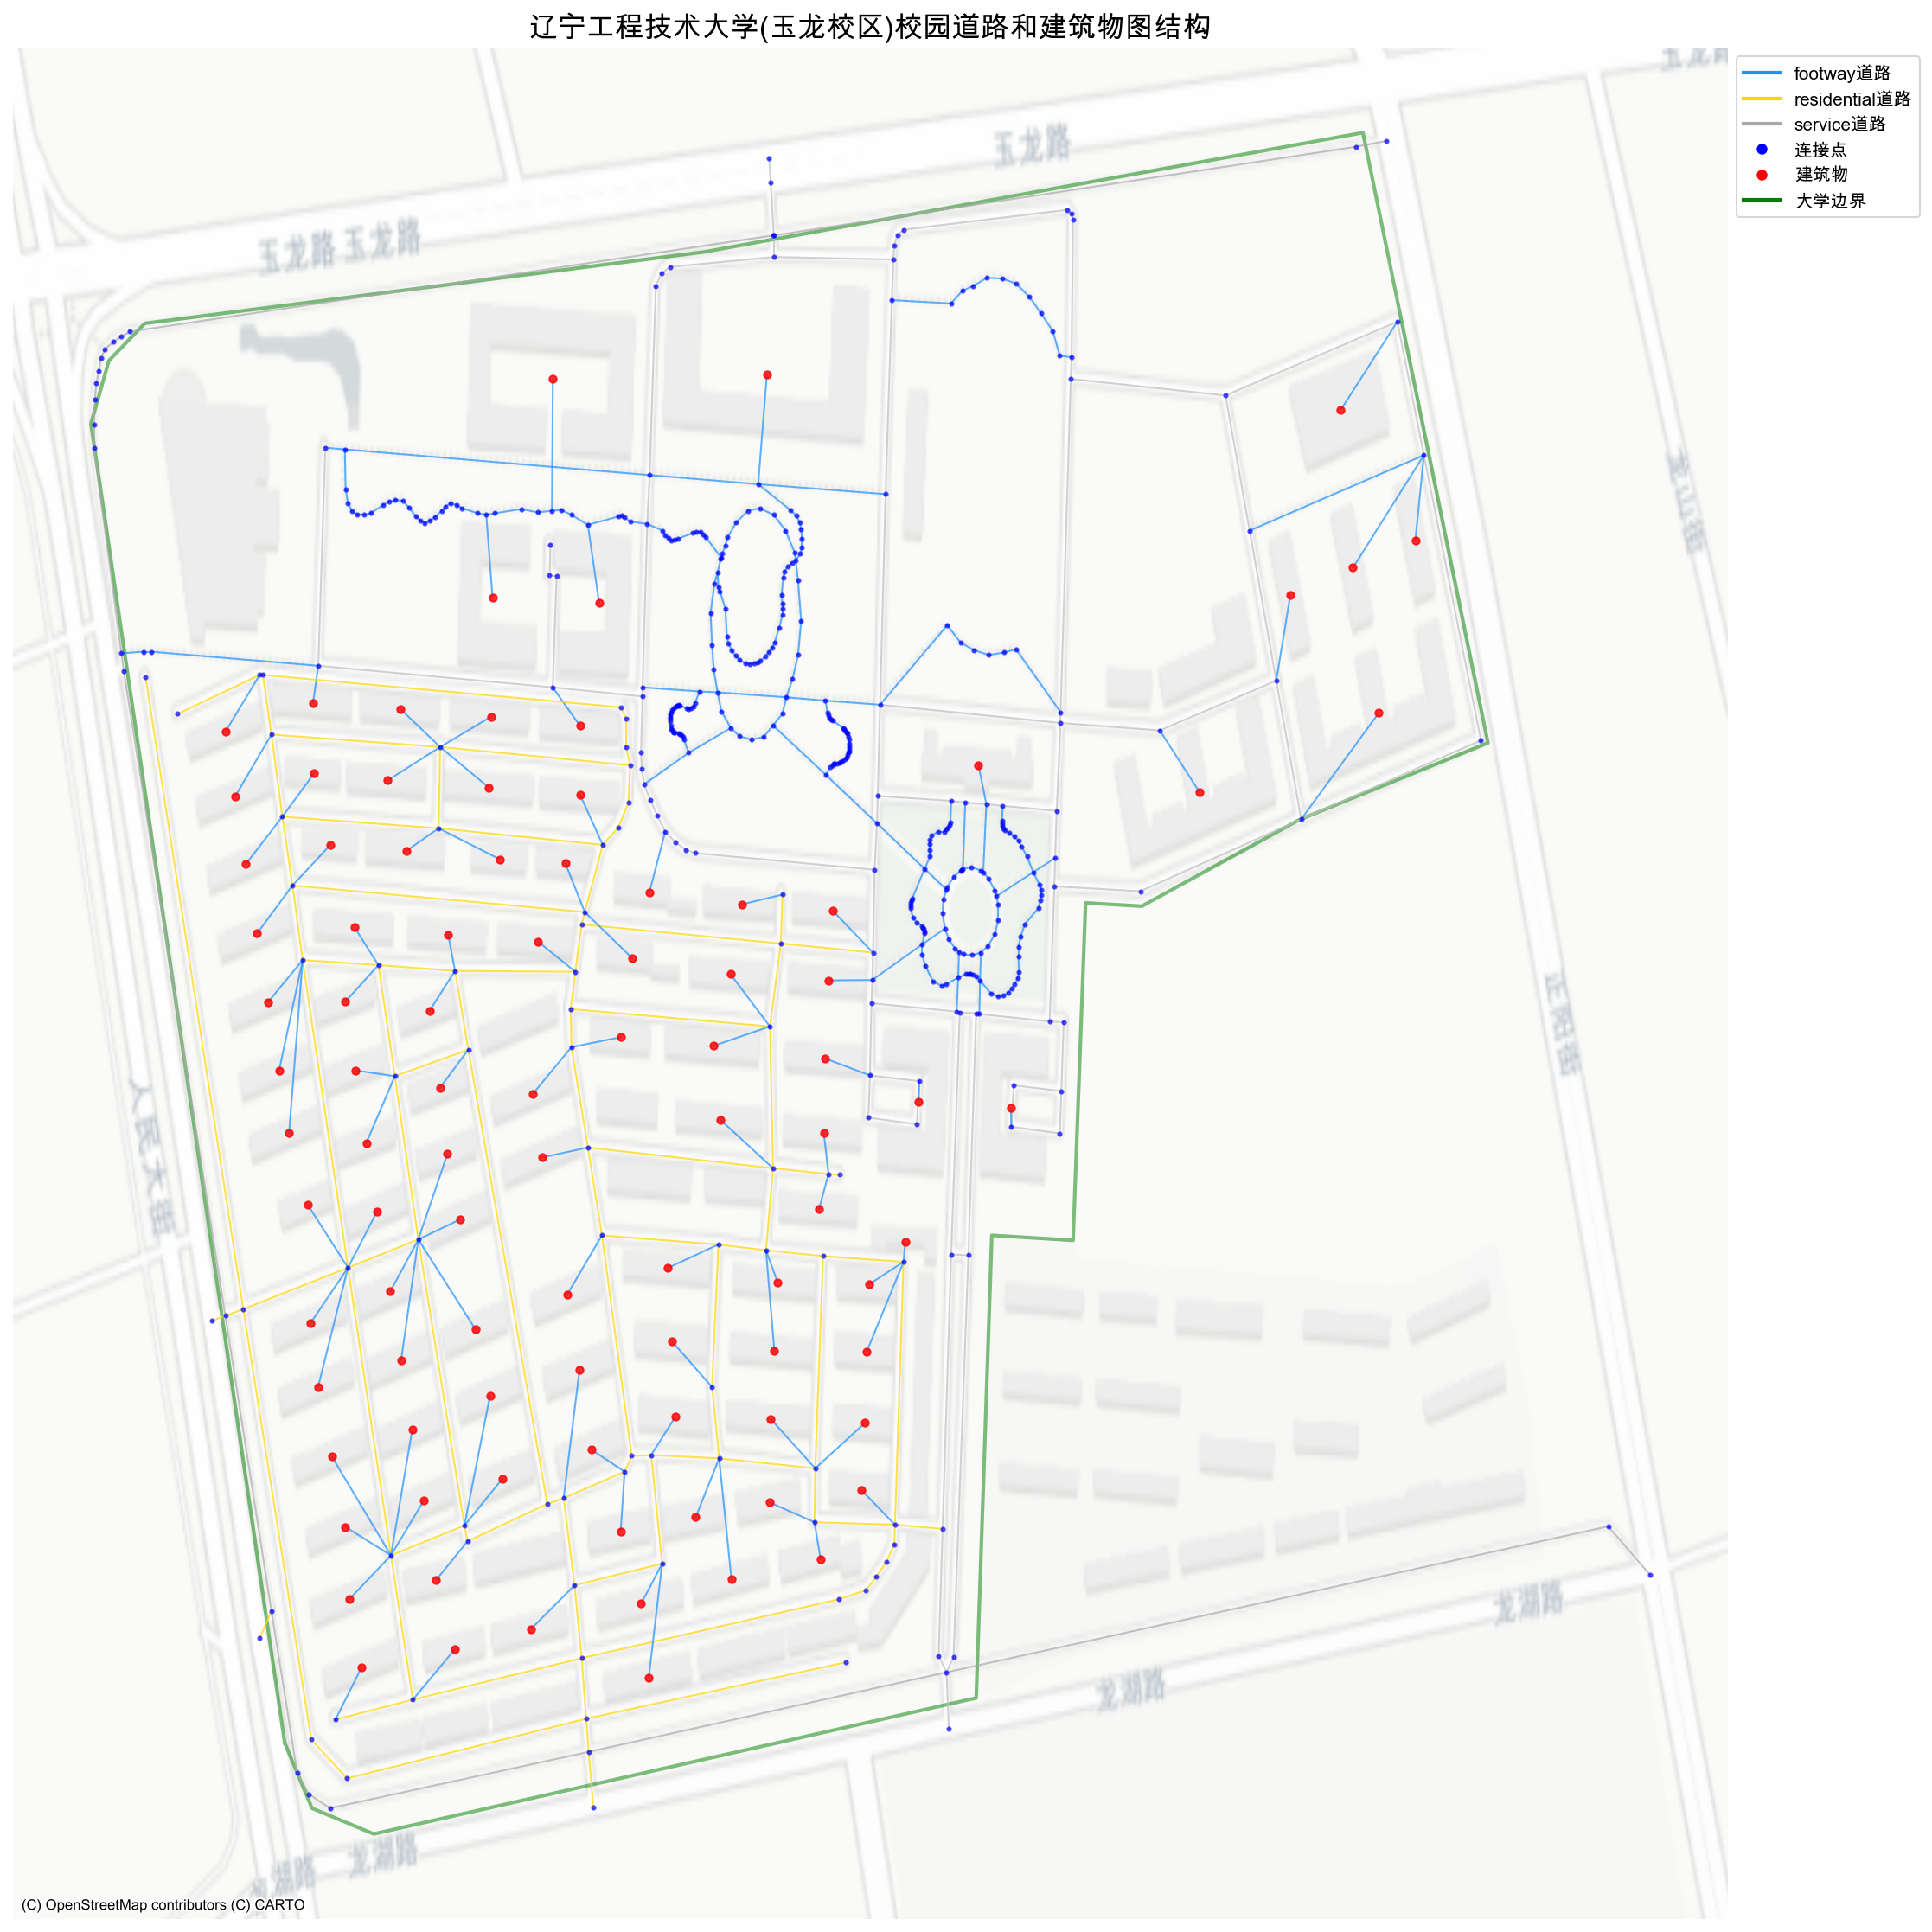 辽宁工程技术大学(玉龙校区)校园道路和建筑物图结构
footway道路
residential道路
service道路
连接点
建筑物
大学边界
玉龙路
玉龙路
玉龙路 玉龙路
龙山街
正阳街
人民大街
龙湖路
龙湖路
龙湖路
龙湖路
(C) OpenStreetMap contributors (C) CARTO